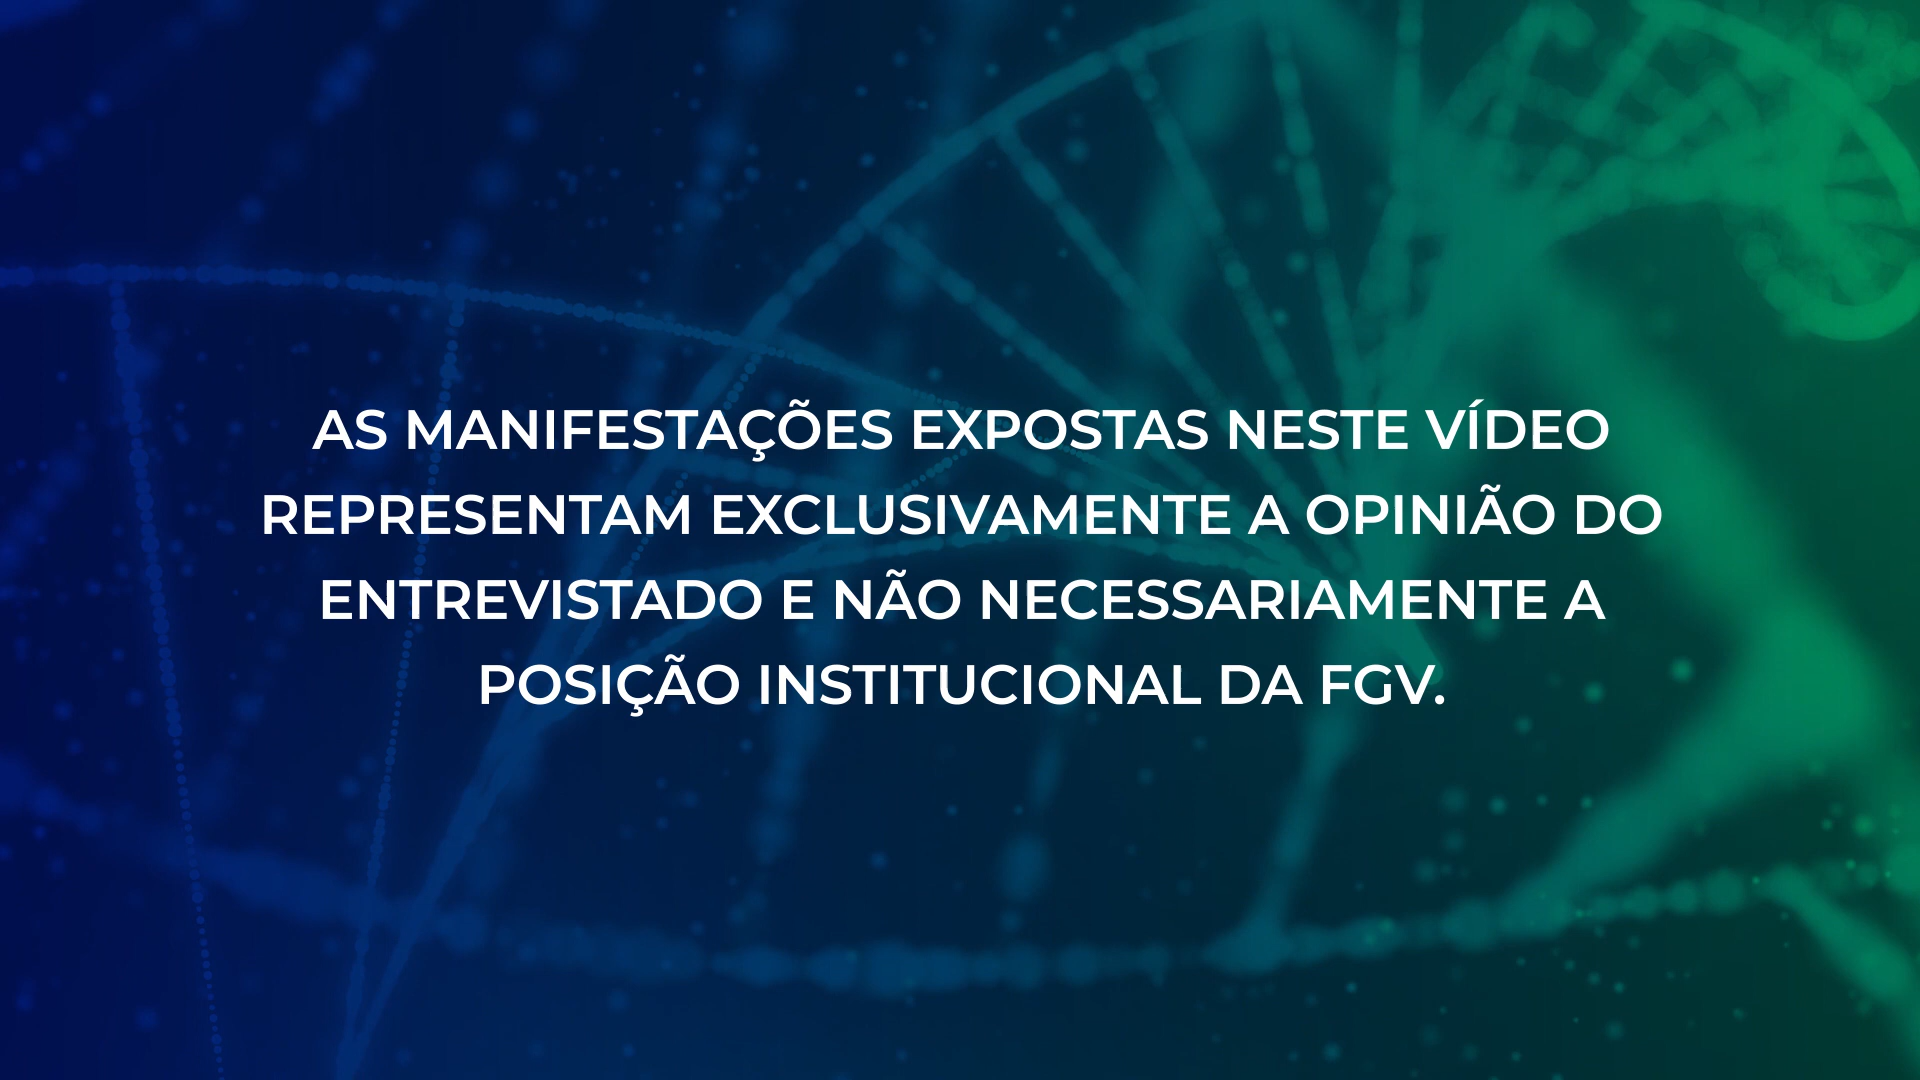 AS MANIFESTAÇÕES EXPOSTAS NESTE VÍDEO
REPRESENTAM EXCLUSIVAMENTE A OPINIÃO DO
ENTREVISTADO E NÃO NECESSARIAMENTE A
POSIÇÃO INSTITUCIONAL DA FGV.